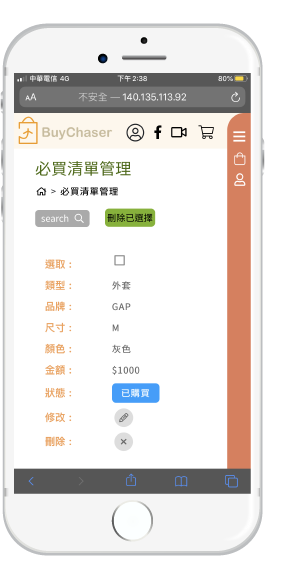 中華電信 4G 下午2:38 80%
AA 不安全 — 140.135.113.92
BuyChaser f
必買清單管理
> 必買清單管理
search 刪除已選擇
選取：
類型： 外套
品牌： GAP
尺寸： M
顏色： 灰色
金額： $1000
狀態： 已購買
修改：
刪除：